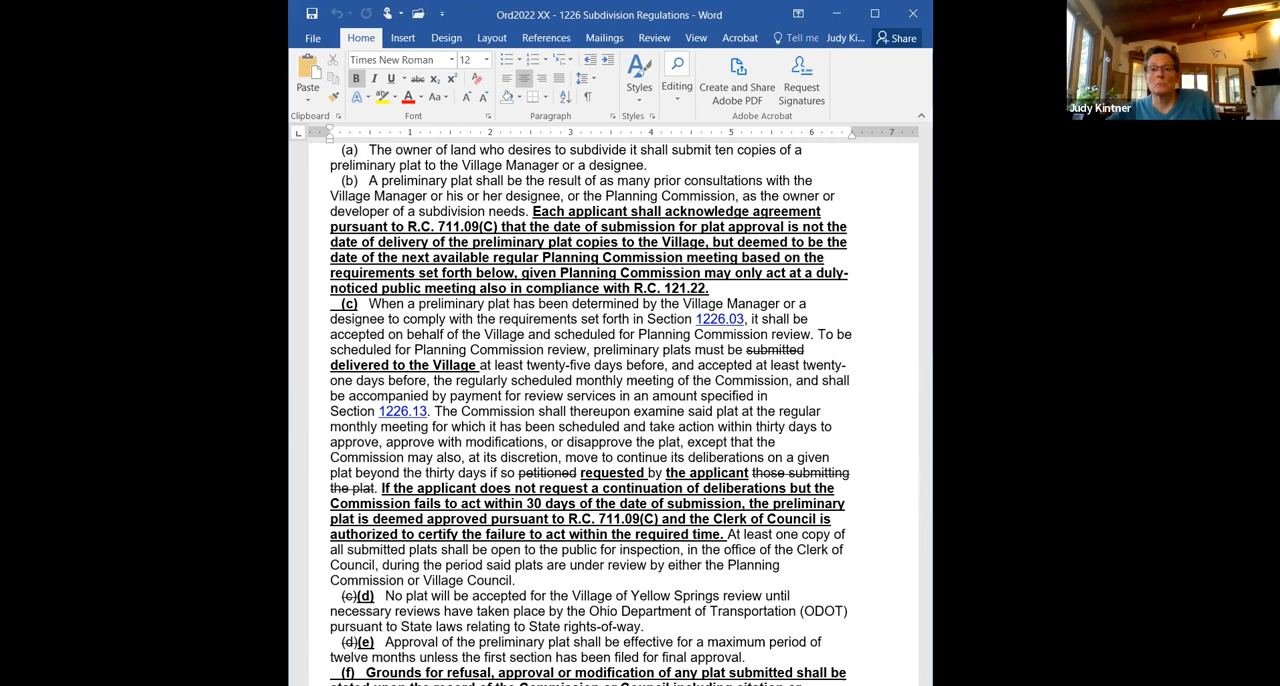 Ord2022 XX - 1226 Subdivision Regulations - Word
File Home Insert Design Layout References Mailings Review View Acrobat Tell me Judy Ki... Share
Times New Roman 12
Paste
Styles
Editing
Create and Share Adobe PDF
Request Signatures
Clipboard Font Paragraph Styles Adobe Acrobat
1 2 3 4 5 6 7
Judy Kintner
(a) The owner of land who desires to subdivide it shall submit ten copies of a
preliminary plat to the Village Manager or a designee.
(b) A preliminary plat shall be the result of as many prior consultations with the
Village Manager or his or her designee, or the Planning Commission, as the owner or
developer of a subdivision needs. Each applicant shall acknowledge agreement
pursuant to R.C. 711.09(C) that the date of submission for plat approval is not the
date of delivery of the preliminary plat copies to the Village, but deemed to be the
date of the next available regular Planning Commission meeting based on the
requirements set forth below, given Planning Commission may only act at a duly-
noticed public meeting also in compliance with R.C. 121.22.
(c) When a preliminary plat has been determined by the Village Manager or a
designee to comply with the requirements set forth in Section 1226.03, it shall be
accepted on behalf of the Village and scheduled for Planning Commission review. To be
scheduled for Planning Commission review, preliminary plats must be submitted
delivered to the Village at least twenty-five days before, and accepted at least twenty-
one days before, the regularly scheduled monthly meeting of the Commission, and shall
be accompanied by payment for review services in an amount specified in
Section 1226.13. The Commission shall thereupon examine said plat at the regular
monthly meeting for which it has been scheduled and take action within thirty days to
approve, approve with modifications, or disapprove the plat, except that the
Commission may also, at its discretion, move to continue its deliberations on a given
plat beyond the thirty days if so petitioned requested by the applicant those submitting
the plat. If the applicant does not request a continuation of deliberations but the
Commission fails to act within 30 days of the date of submission, the preliminary
plat is deemed approved pursuant to R.C. 711.09(C) and the Clerk of Council is
authorized to certify the failure to act within the required time. At least one copy of
all submitted plats shall be open to the public for inspection, in the office of the Clerk of
Council, during the period said plats are under review by either the Planning
Commission or Village Council.
(c)(d) No plat will be accepted for the Village of Yellow Springs review until
necessary reviews have taken place by the Ohio Department of Transportation (ODOT)
pursuant to State laws relating to State rights-of-way.
(d)(e) Approval of the preliminary plat shall be effective for a maximum period of
twelve months unless the first section has been filed for final approval.
(f) Grounds for refusal, approval or modification of any plat submitted shall be
stated upon the record of the Commission or Council including citation or